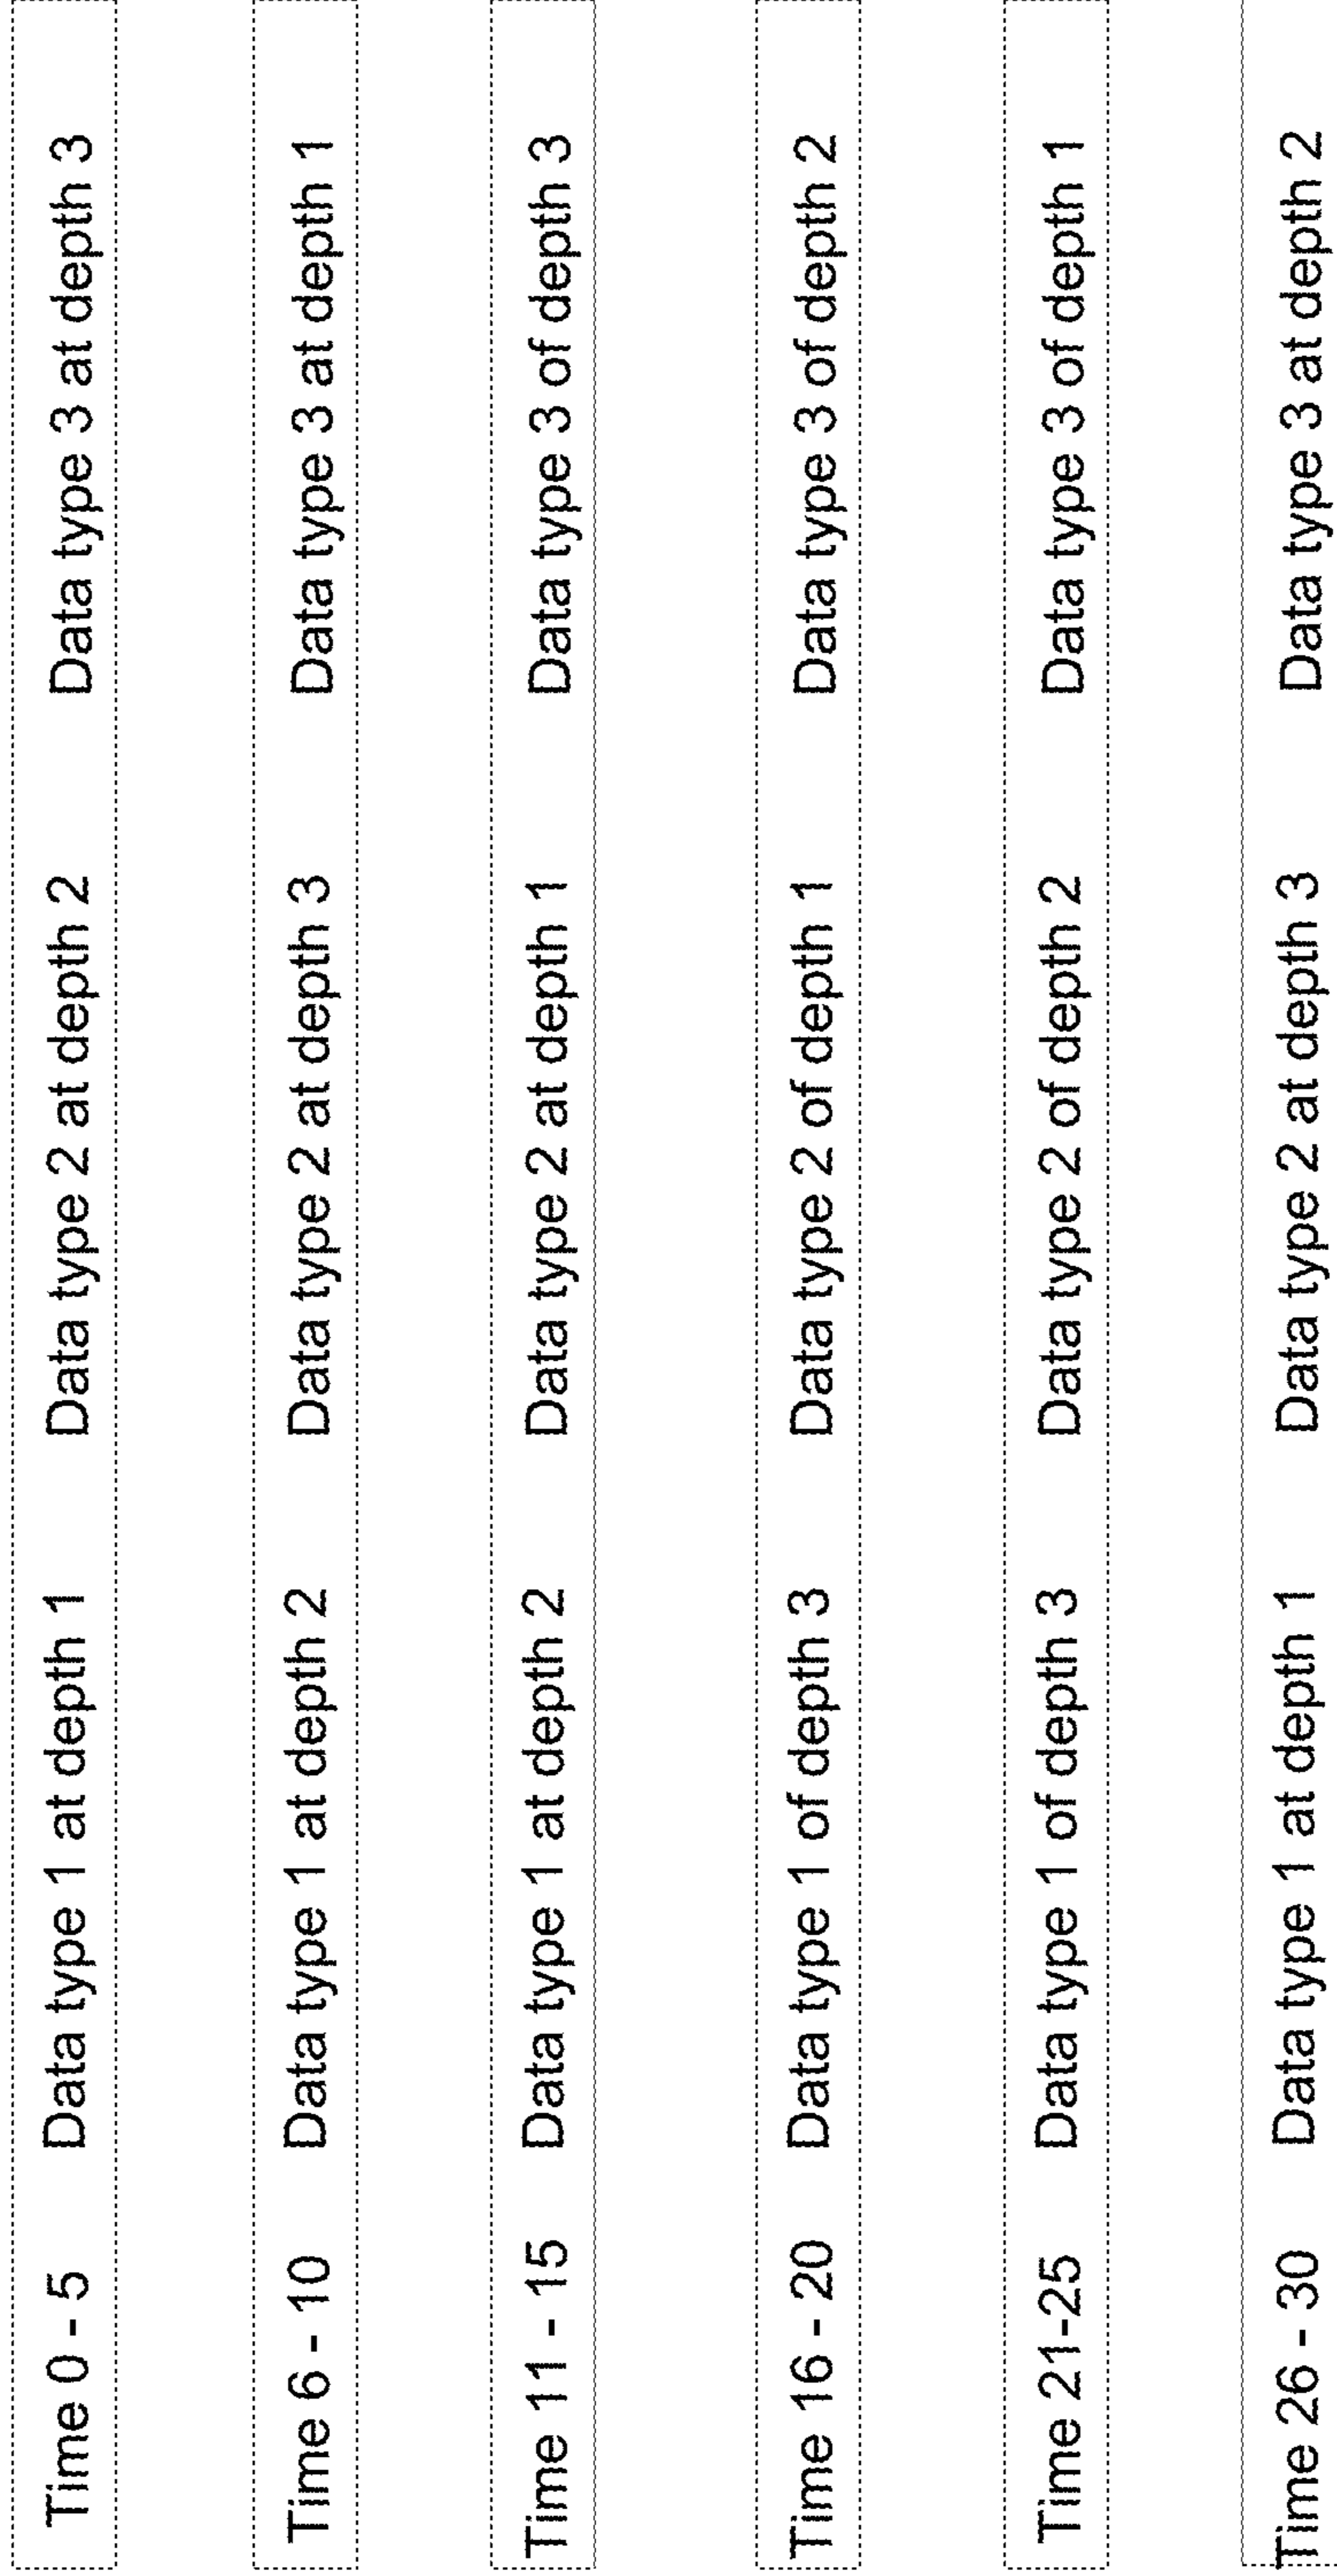 Time 0 - 5 Data type 1 at depth 1 Data type 2 at depth 2 Data type 3 at depth 3
Time 6 - 10 Data type 1 at depth 2 Data type 2 at depth 3 Data type 3 at depth 1
Time 11 - 15 Data type 1 at depth 2 Data type 2 at depth 1 Data type 3 of depth 3
Time 16 - 20 Data type 1 of depth 3 Data type 2 of depth 1 Data type 3 of depth 2
Time 21-25 Data type 1 of depth 3 Data type 2 of depth 2 Data type 3 of depth 1
Time 26 - 30 Data type 1 at depth 1 Data type 2 at depth 3 Data type 3 at depth 2